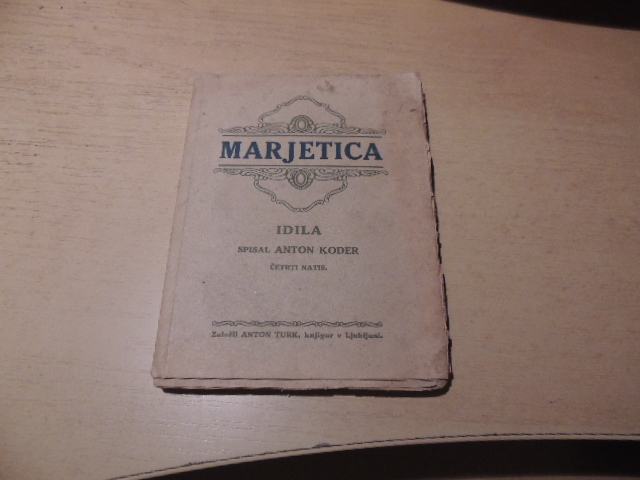 MARJETICA
IDILA
SPISAL ANTON KODER
ČETRTI NATIS.
Založil ANTON TURK, knjigar v Ljubljani.